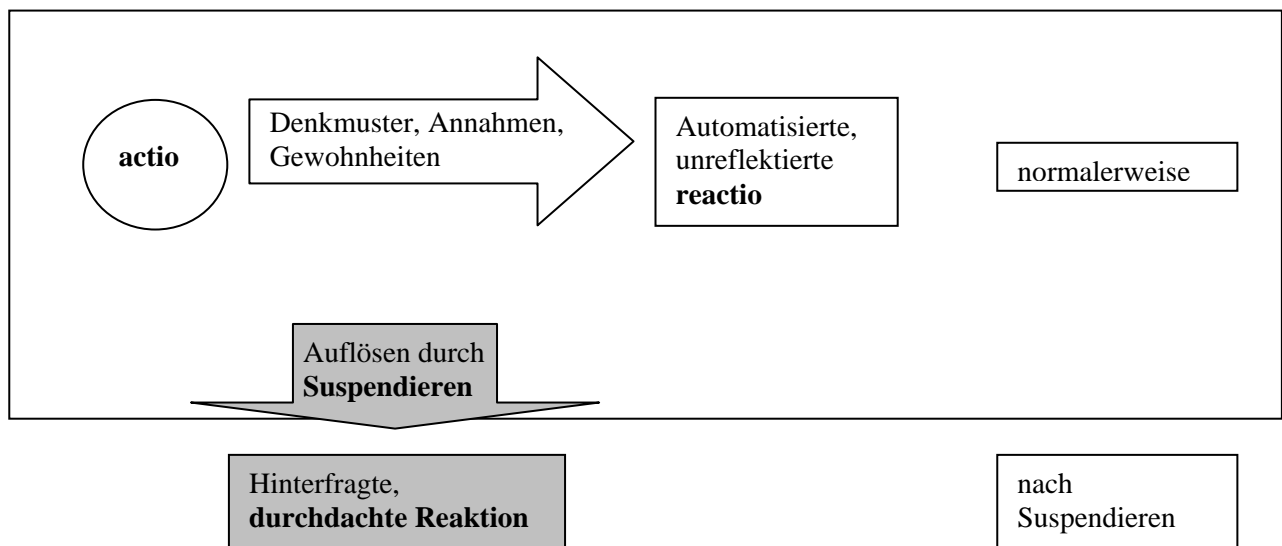 actio
Denkmuster, Annahmen,
Gewohnheiten
Automatisierte,
unreflektierte
reactio
normalerweise
Auflösen durch
Suspendieren
Hinterfragte,
durchdachte Reaktion
nach
Suspendieren